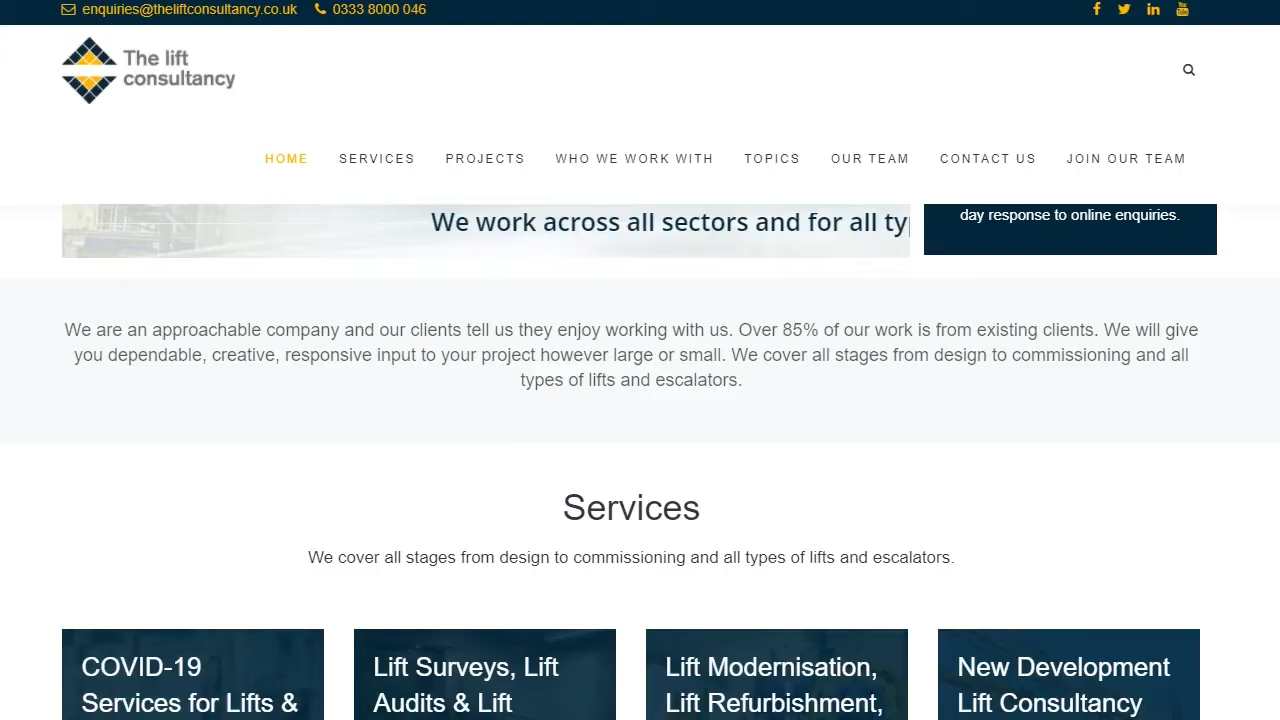 enquiries@theliftconsultancy.co.uk 0333 8000 046
The lift
consultancy
HOME SERVICES PROJECTS WHO WE WORK WITH TOPICS OUR TEAM CONTACT US JOIN OUR TEAM
We work across all sectors and for all ty
day response to online enquiries.
We are an approachable company and our clients tell us they enjoy working with us. Over 85% of our work is from existing clients. We will give
you dependable, creative, responsive input to your project however large or small. We cover all stages from design to commissioning and all
types of lifts and escalators.
Services
We cover all stages from design to commissioning and all types of lifts and escalators.
COVID-19
Services for Lifts &
Lift Surveys, Lift
Audits & Lift
Lift Modernisation,
Lift Refurbishment,
New Development
Lift Consultancy